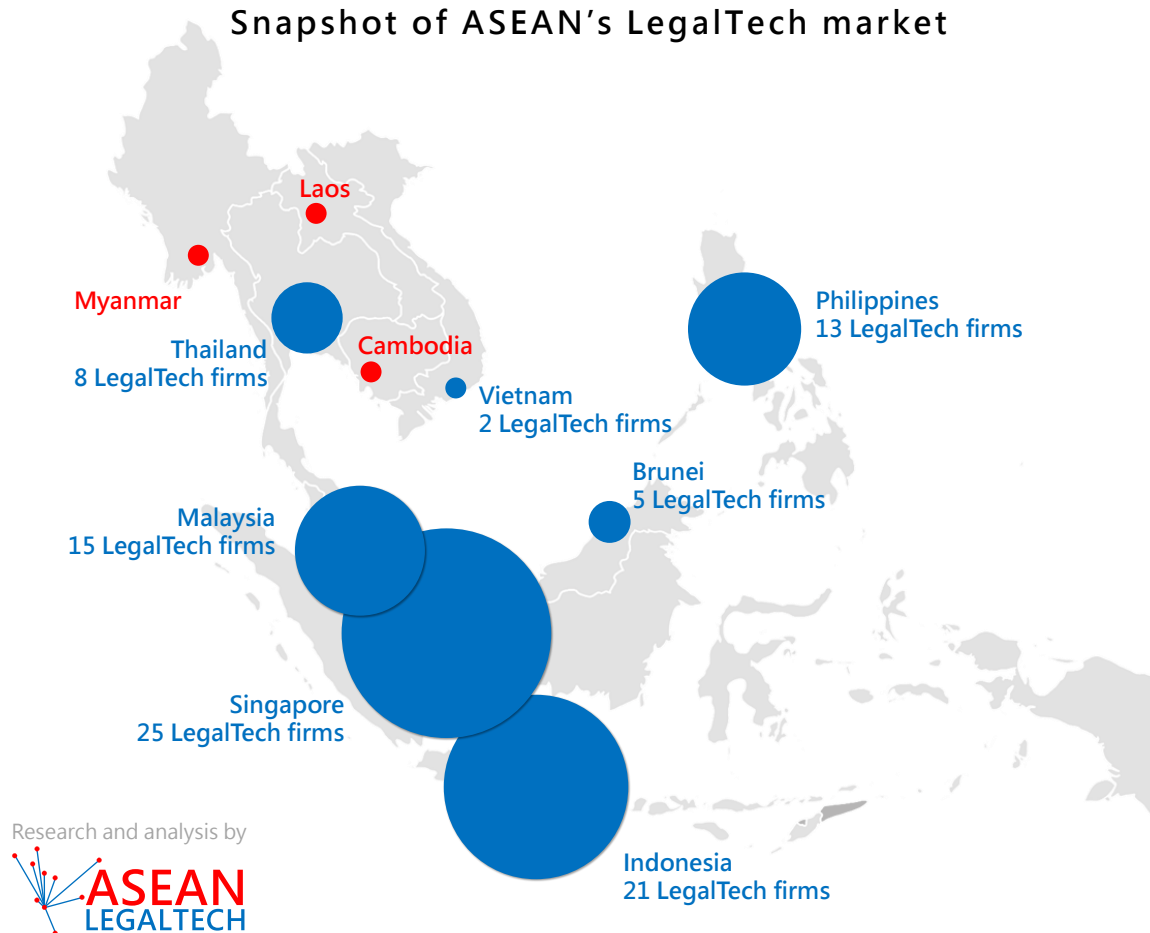 Snapshot of ASEAN's LegalTech market
Laos
Myanmar
Thailand
8 LegalTech firms
Cambodia
Vietnam
2 LegalTech firms
Philippines
13 LegalTech firms
Brunei
5 LegalTech firms
Malaysia
15 LegalTech firms
Singapore
25 LegalTech firms
Indonesia
21 LegalTech firms
Research and analysis by
ASEAN
LEGALTECH